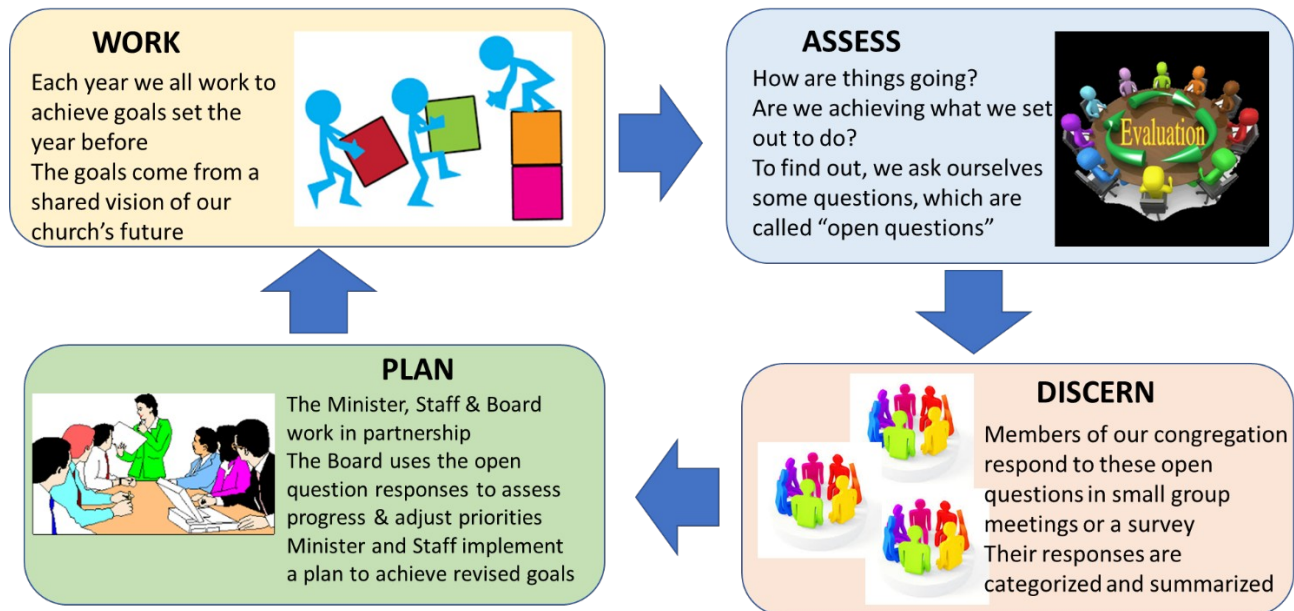 WORK
Each year we all work to
achieve goals set the
year before
The goals come from a
shared vision of our
church’s future
ASSESS
How are things going?
Are we achieving what we set
out to do?
To find out, we ask ourselves
some questions, which are
called “open questions”
Evaluation
DISCERN
Members of our congregation
respond to these open
questions in small group
meetings or a survey
Their responses are
categorized and summarized
PLAN
The Minister, Staff & Board
work in partnership
The Board uses the open
question responses to assess
progress & adjust priorities
Minister and Staff implement
a plan to achieve revised goals